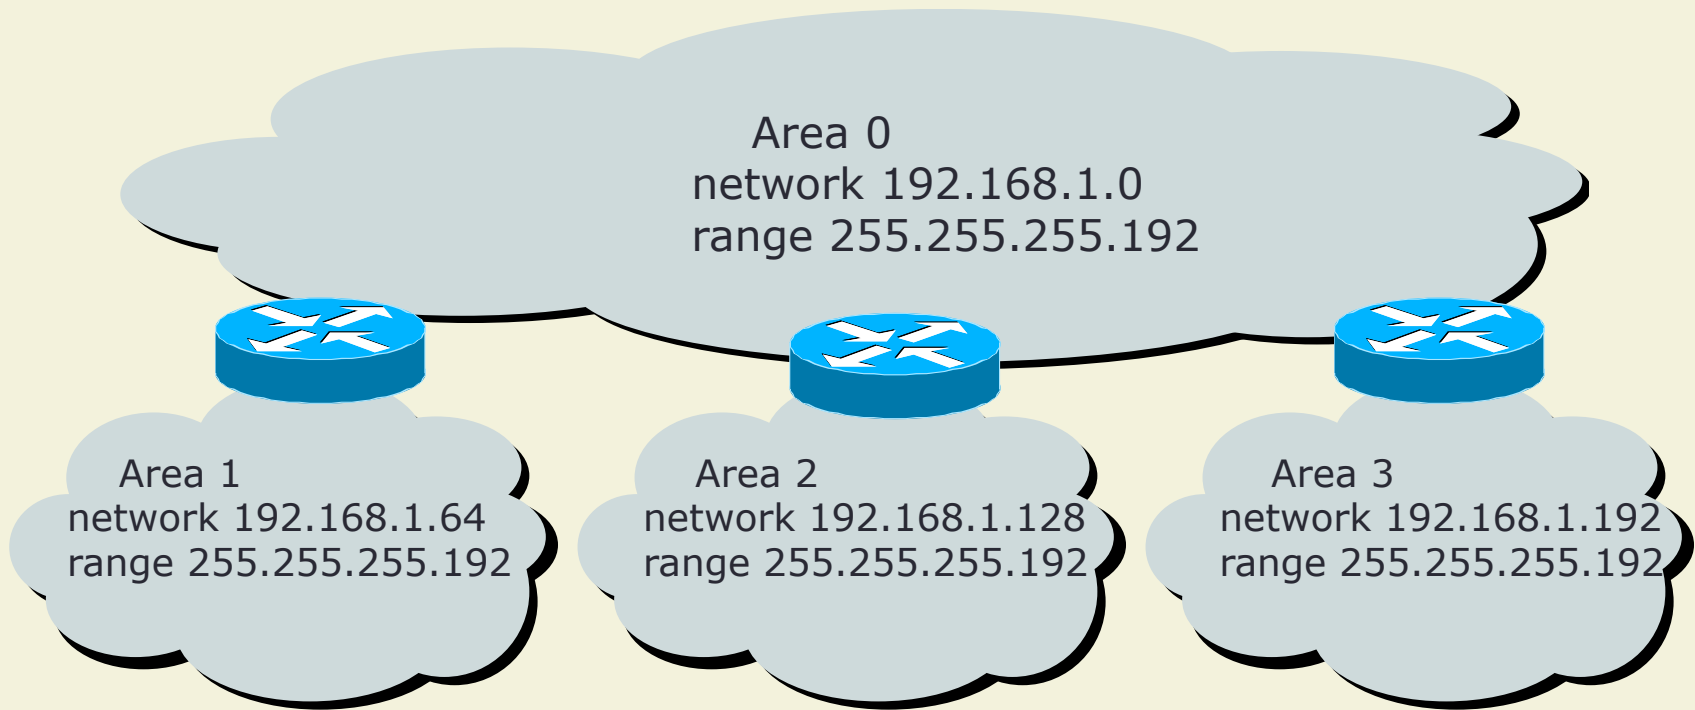 Area 0
network 192.168.1.0
range 255.255.255.192
Area 1
network 192.168.1.64
range 255.255.255.192
Area 2
network 192.168.1.128
range 255.255.255.192
Area 3
network 192.168.1.192
range 255.255.255.192